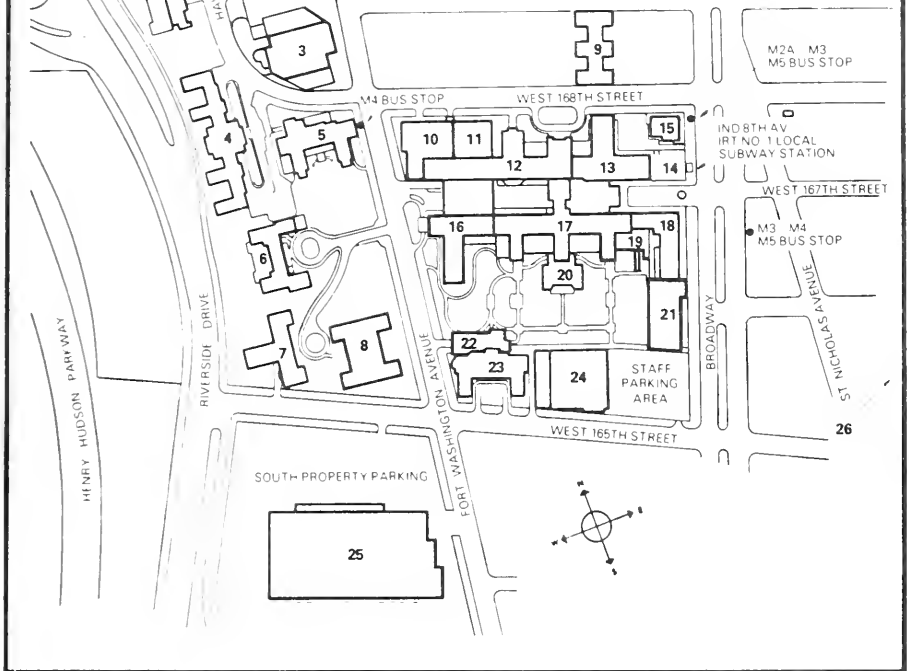 HA
3
9
M2A M3
M5 BUS STOP
M4 BUS STOP
WEST 168TH STREET
4
5
10
11
12
13
15
14
IND 8TH AV
IRT NO. 1 LOCAL
SUBWAY STATION
WEST 167TH STREET
16
17
18
19
20
M3 M4
M5 BUS STOP
6
7
8
21
22
23
24
STAFF
PARKING
AREA
HENRY HUDSON PARKWAY
RIVERSIDE DRIVE
FORT WASHINGTON AVENUE
BROADWAY
ST NICHOLAS AVENUE
26
WEST 165TH STREET
SOUTH PROPERTY PARKING
25
N
E
W
S